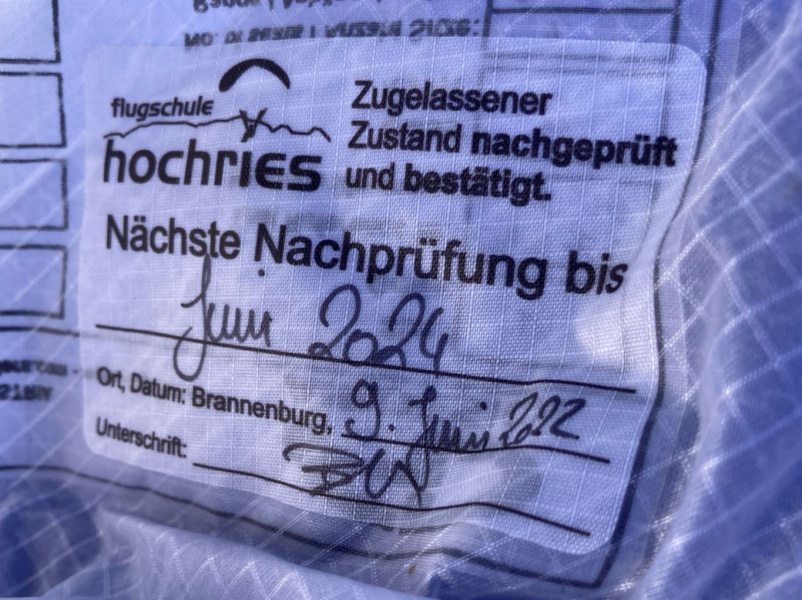 flugschule
hochries
Zugelassener
Zustand nachgeprüft
und bestätigt.
Nächste Nachprüfung bis
Juni 2024
Ort, Datum: Brannenburg, 9. Juni 2022
Unterschrift: